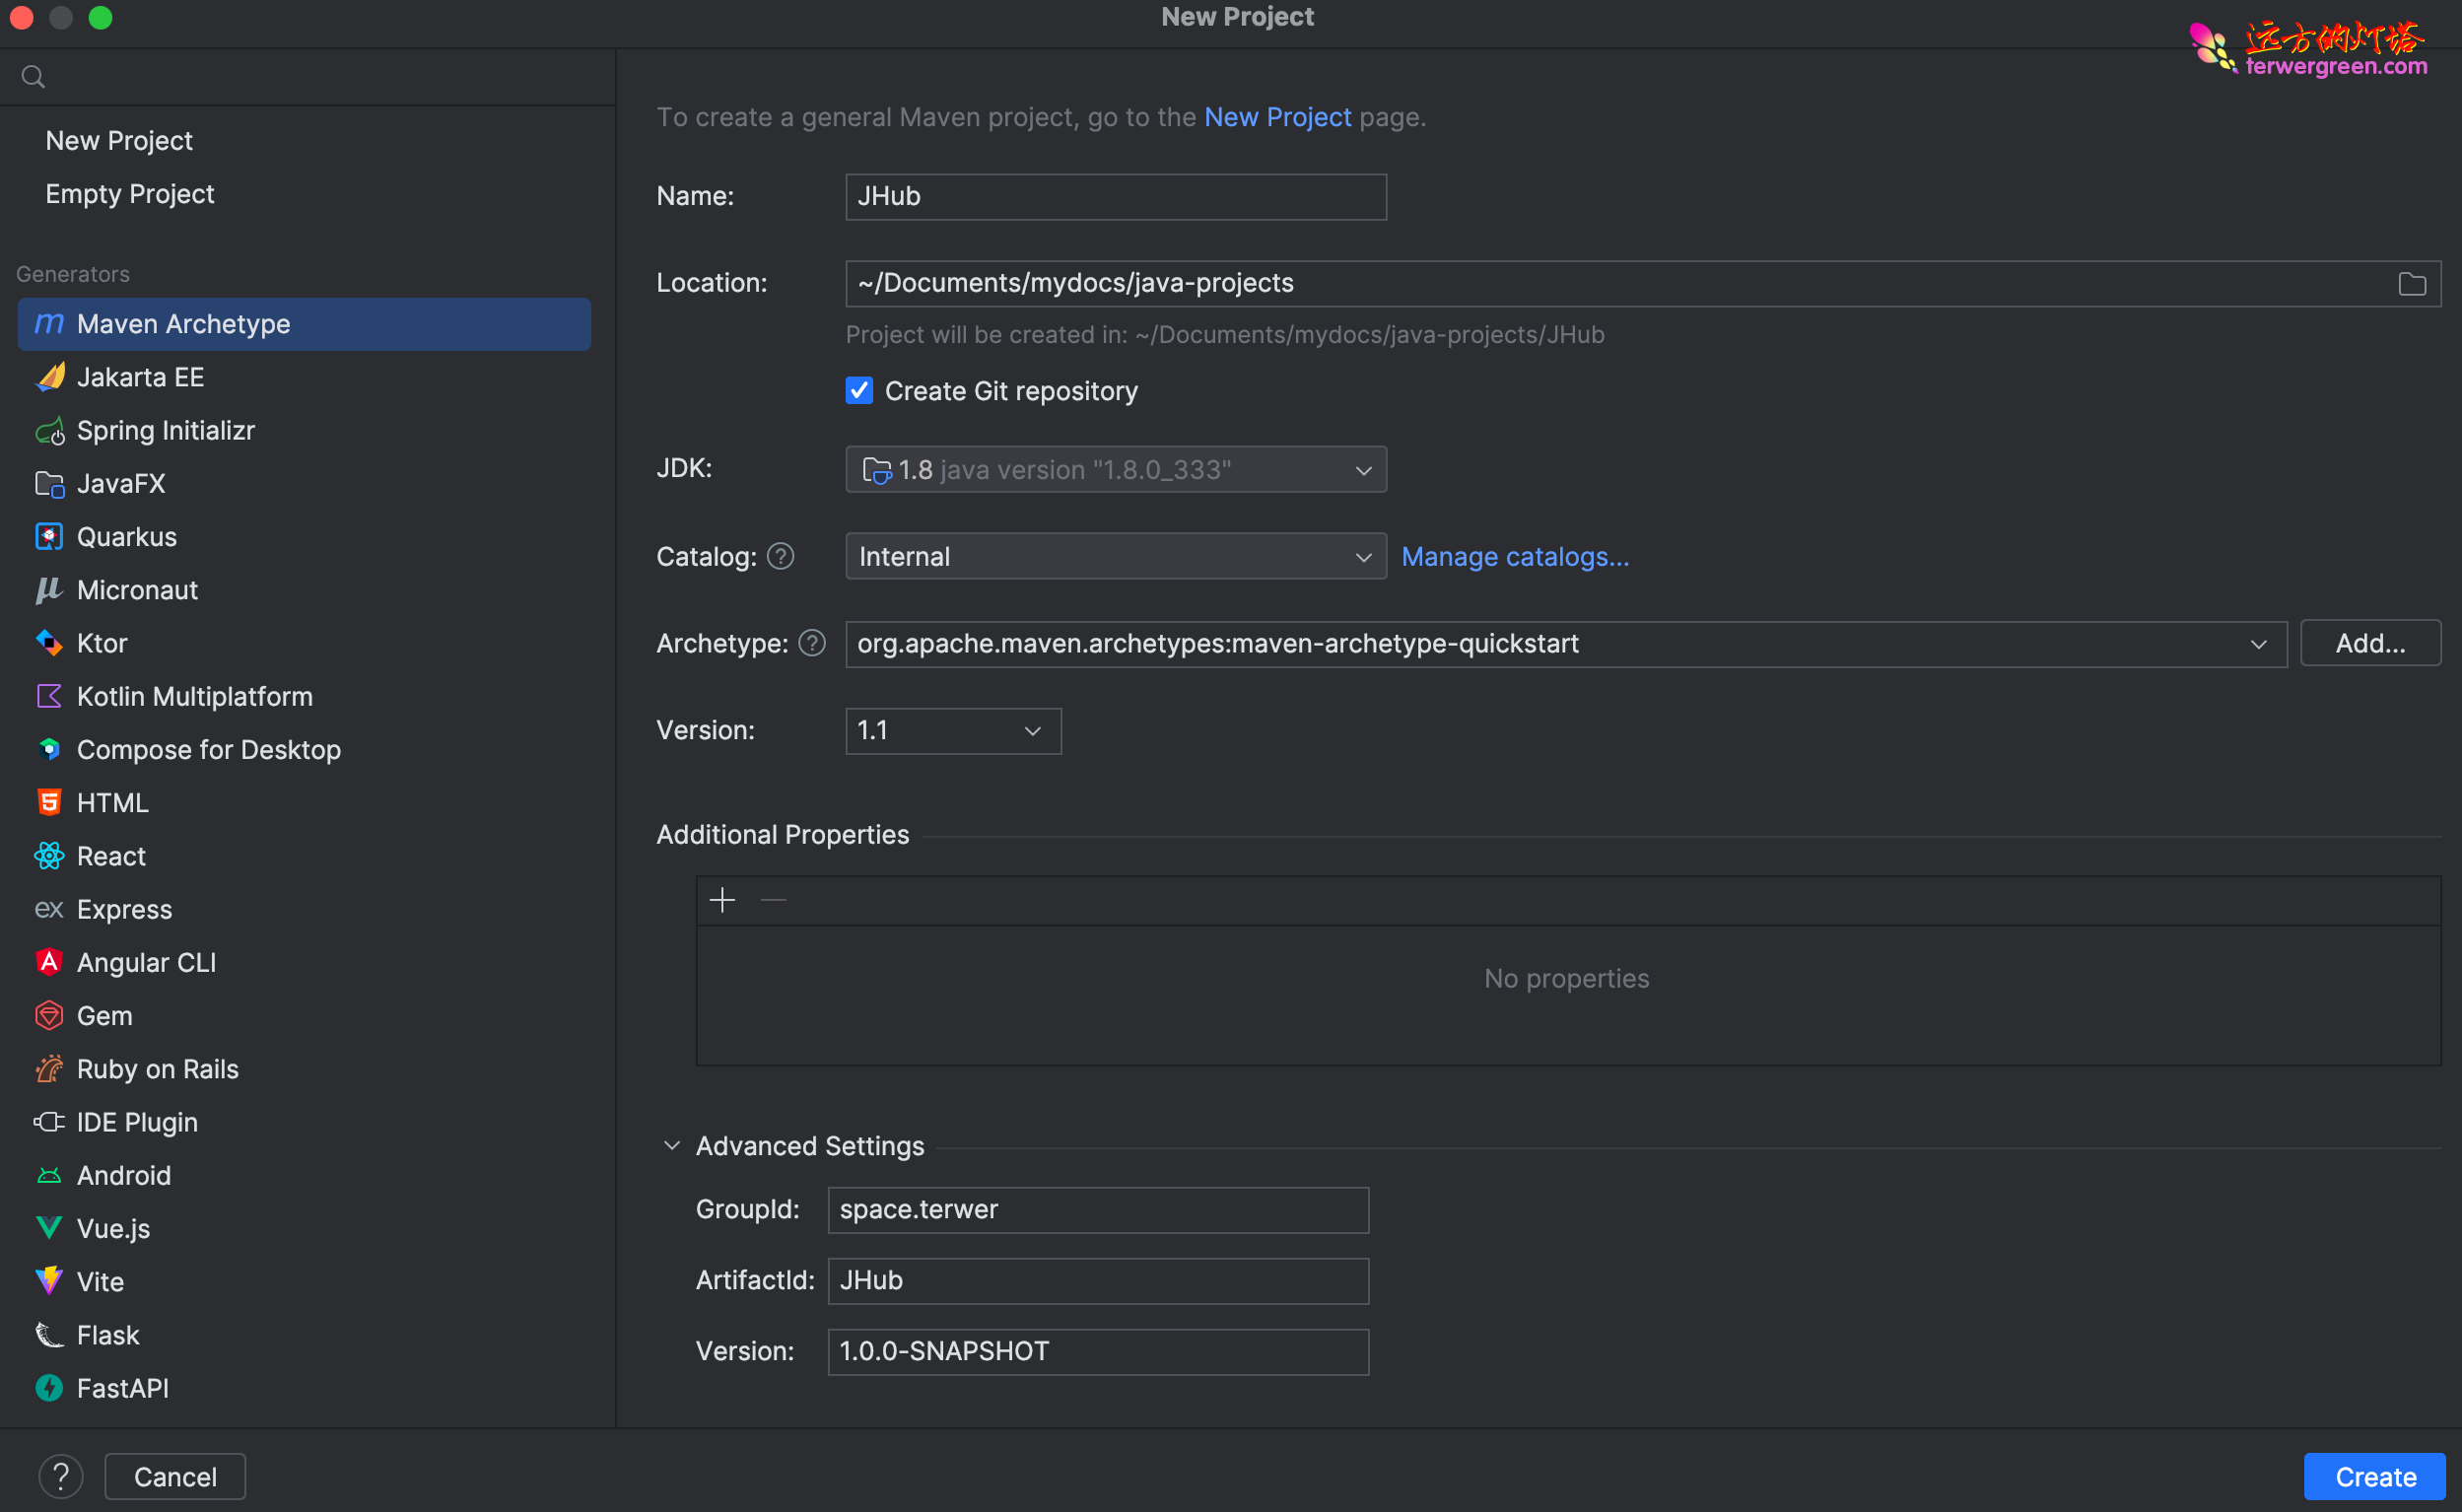 New Project
远方的灯塔
terwergreen.com
New Project
Empty Project
Generators
Maven Archetype
Jakarta EE
Spring Initializr
JavaFX
Quarkus
Micronaut
Ktor
Kotlin Multiplatform
Compose for Desktop
HTML
React
Express
Angular CLI
Gem
Ruby on Rails
IDE Plugin
Android
Vue.js
Vite
Flask
FastAPI
To create a general Maven project, go to the New Project page.
Name: JHub
Location: ~/Documents/mydocs/java-projects
Project will be created in: ~/Documents/mydocs/java-projects/JHub
Create Git repository
JDK: 1.8 java version "1.8.0_333"
Catalog: ? Internal Manage catalogs...
Archetype: ? org.apache.maven.archetypes:maven-archetype-quickstart Add...
Version: 1.1
Additional Properties
No properties
Advanced Settings
GroupId: space.terwer
ArtifactId: JHub
Version: 1.0.0-SNAPSHOT
? Cancel Create